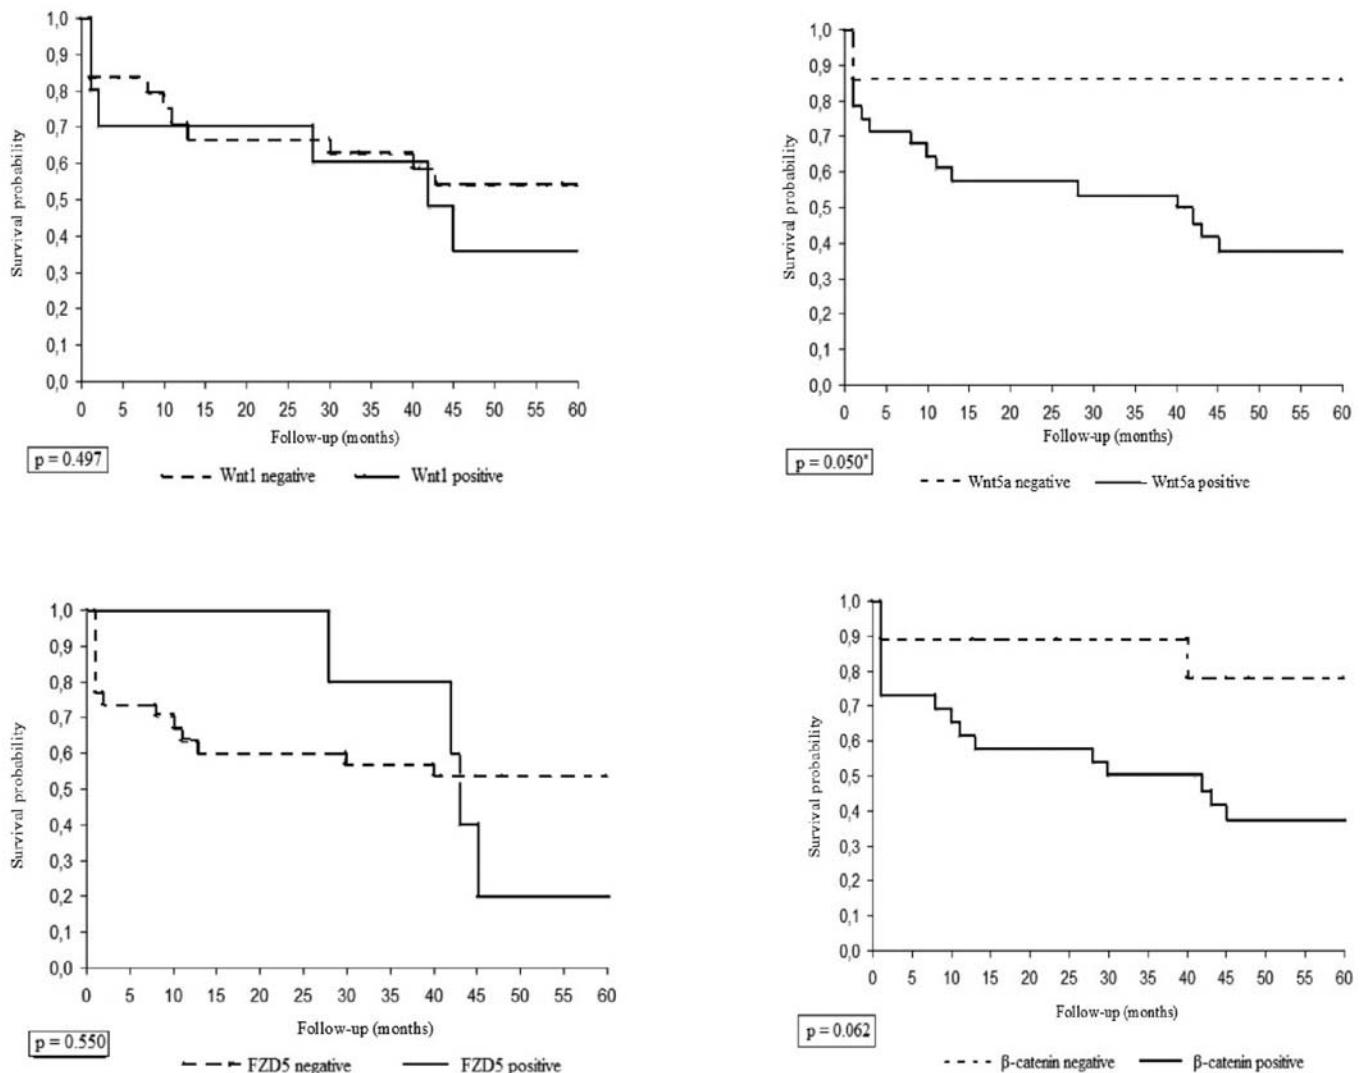 1,0
0,9
0,8
0,7
0,6
0,5
0,4
0,3
0,2
0,1
0,0
Survival probability
0 5 10 15 20 25 30 35 40 45 50 55 60
Follow-up (months)
p = 0.497
Wnt1 negative Wnt1 positive
1,0
0,9
0,8
0,7
0,6
0,5
0,4
0,3
0,2
0,1
0,0
Survival probability
0 5 10 15 20 25 30 35 40 45 50 55 60
Follow-up (months)
p = 0.050*
Wnt5a negative Wnt5a positive
1,0
0,9
0,8
0,7
0,6
0,5
0,4
0,3
0,2
0,1
0,0
Survival probability
0 5 10 15 20 25 30 35 40 45 50 55 60
Follow-up (months)
p = 0.550
FZD5 negative FZD5 positive
1,0
0,9
0,8
0,7
0,6
0,5
0,4
0,3
0,2
0,1
0,0
Survival probability
0 5 10 15 20 25 30 35 40 45 50 55 60
Follow-up (months)
p = 0.062
β-catenin negative β-catenin positive